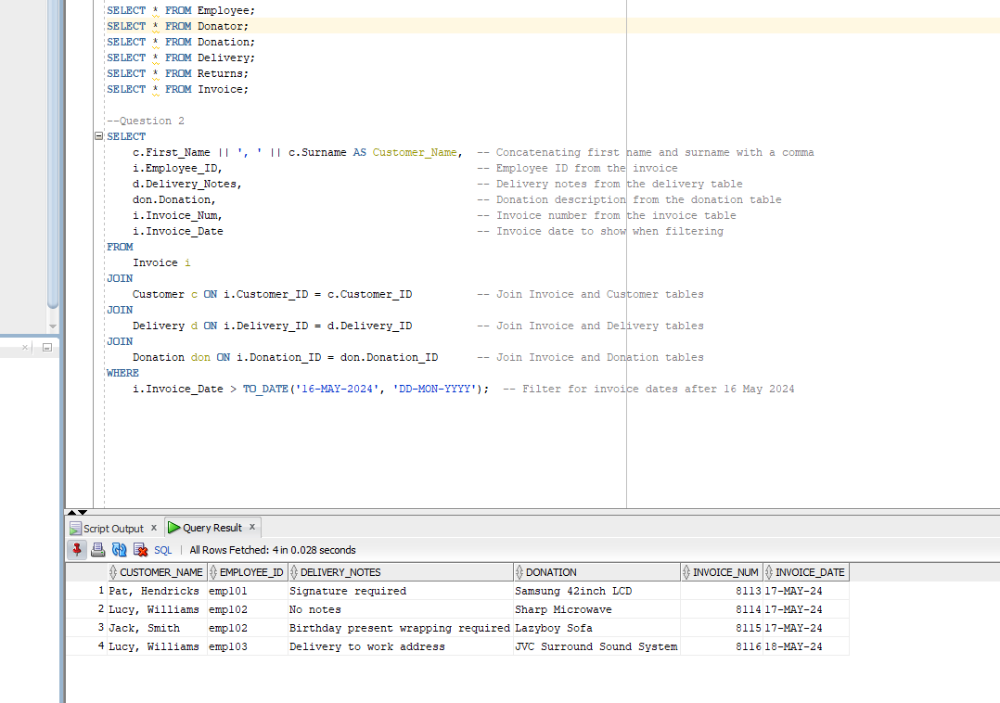 SELECT * FROM Employee;
SELECT * FROM Donator;
SELECT * FROM Donation;
SELECT * FROM Delivery;
SELECT * FROM Returns;
SELECT * FROM Invoice;
--Question 2
SELECT
c.First_Name || ', ' || c.Surname AS Customer_Name, -- Concatenating first name and surname with a comma
i.Employee_ID, -- Employee ID from the invoice
d.Delivery_Notes, -- Delivery notes from the delivery table
don.Donation, -- Donation description from the donation table
i.Invoice_Num, -- Invoice number from the invoice table
i.Invoice_Date -- Invoice date to show when filtering
FROM
Invoice i
JOIN
Customer c ON i.Customer_ID = c.Customer_ID -- Join Invoice and Customer tables
JOIN
Delivery d ON i.Delivery_ID = d.Delivery_ID -- Join Invoice and Delivery tables
JOIN
Donation don ON i.Donation_ID = don.Donation_ID -- Join Invoice and Donation tables
WHERE
i.Invoice_Date > TO_DATE('16-MAY-2024', 'DD-MON-YYYY'); -- Filter for invoice dates after 16 May 2024
Script Output x Query Result x
SQL | All Rows Fetched: 4 in 0.028 seconds
CUSTOMER_NAME EMPLOYEE_ID DELIVERY_NOTES DONATION INVOICE_NUM INVOICE_DATE
1 Pat, Hendricks emp101 Signature required Samsung 42inch LCD 8113 17-MAY-24
2 Lucy, Williams emp102 No notes Sharp Microwave 8114 17-MAY-24
3 Jack, Smith emp102 Birthday present wrapping required Lazyboy Sofa 8115 17-MAY-24
4 Lucy, Williams emp103 Delivery to work address JVC Surround Sound System 8116 18-MAY-24